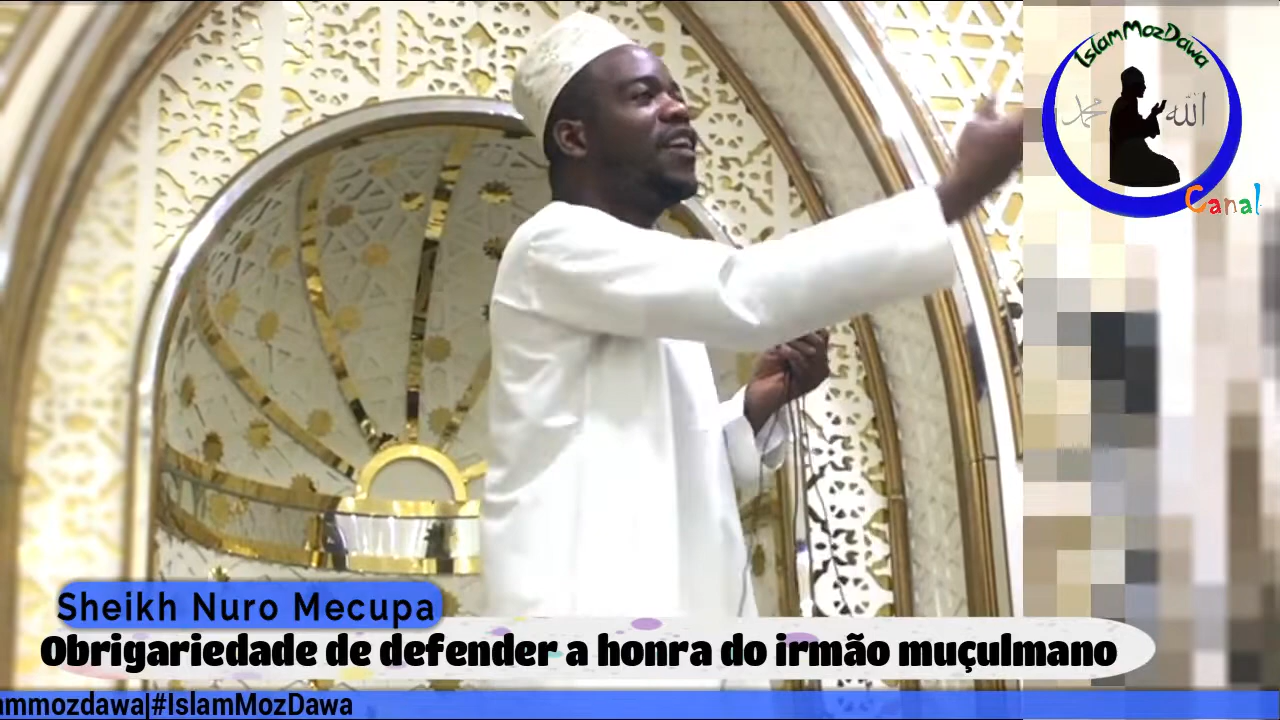 IslamMozDawa
محمد
الله
Canal
Sheikh Nuro Mecupa
Obrigariedade de defender a honra do irmão muçulmano
ammozdawa|#IslamMozDawa